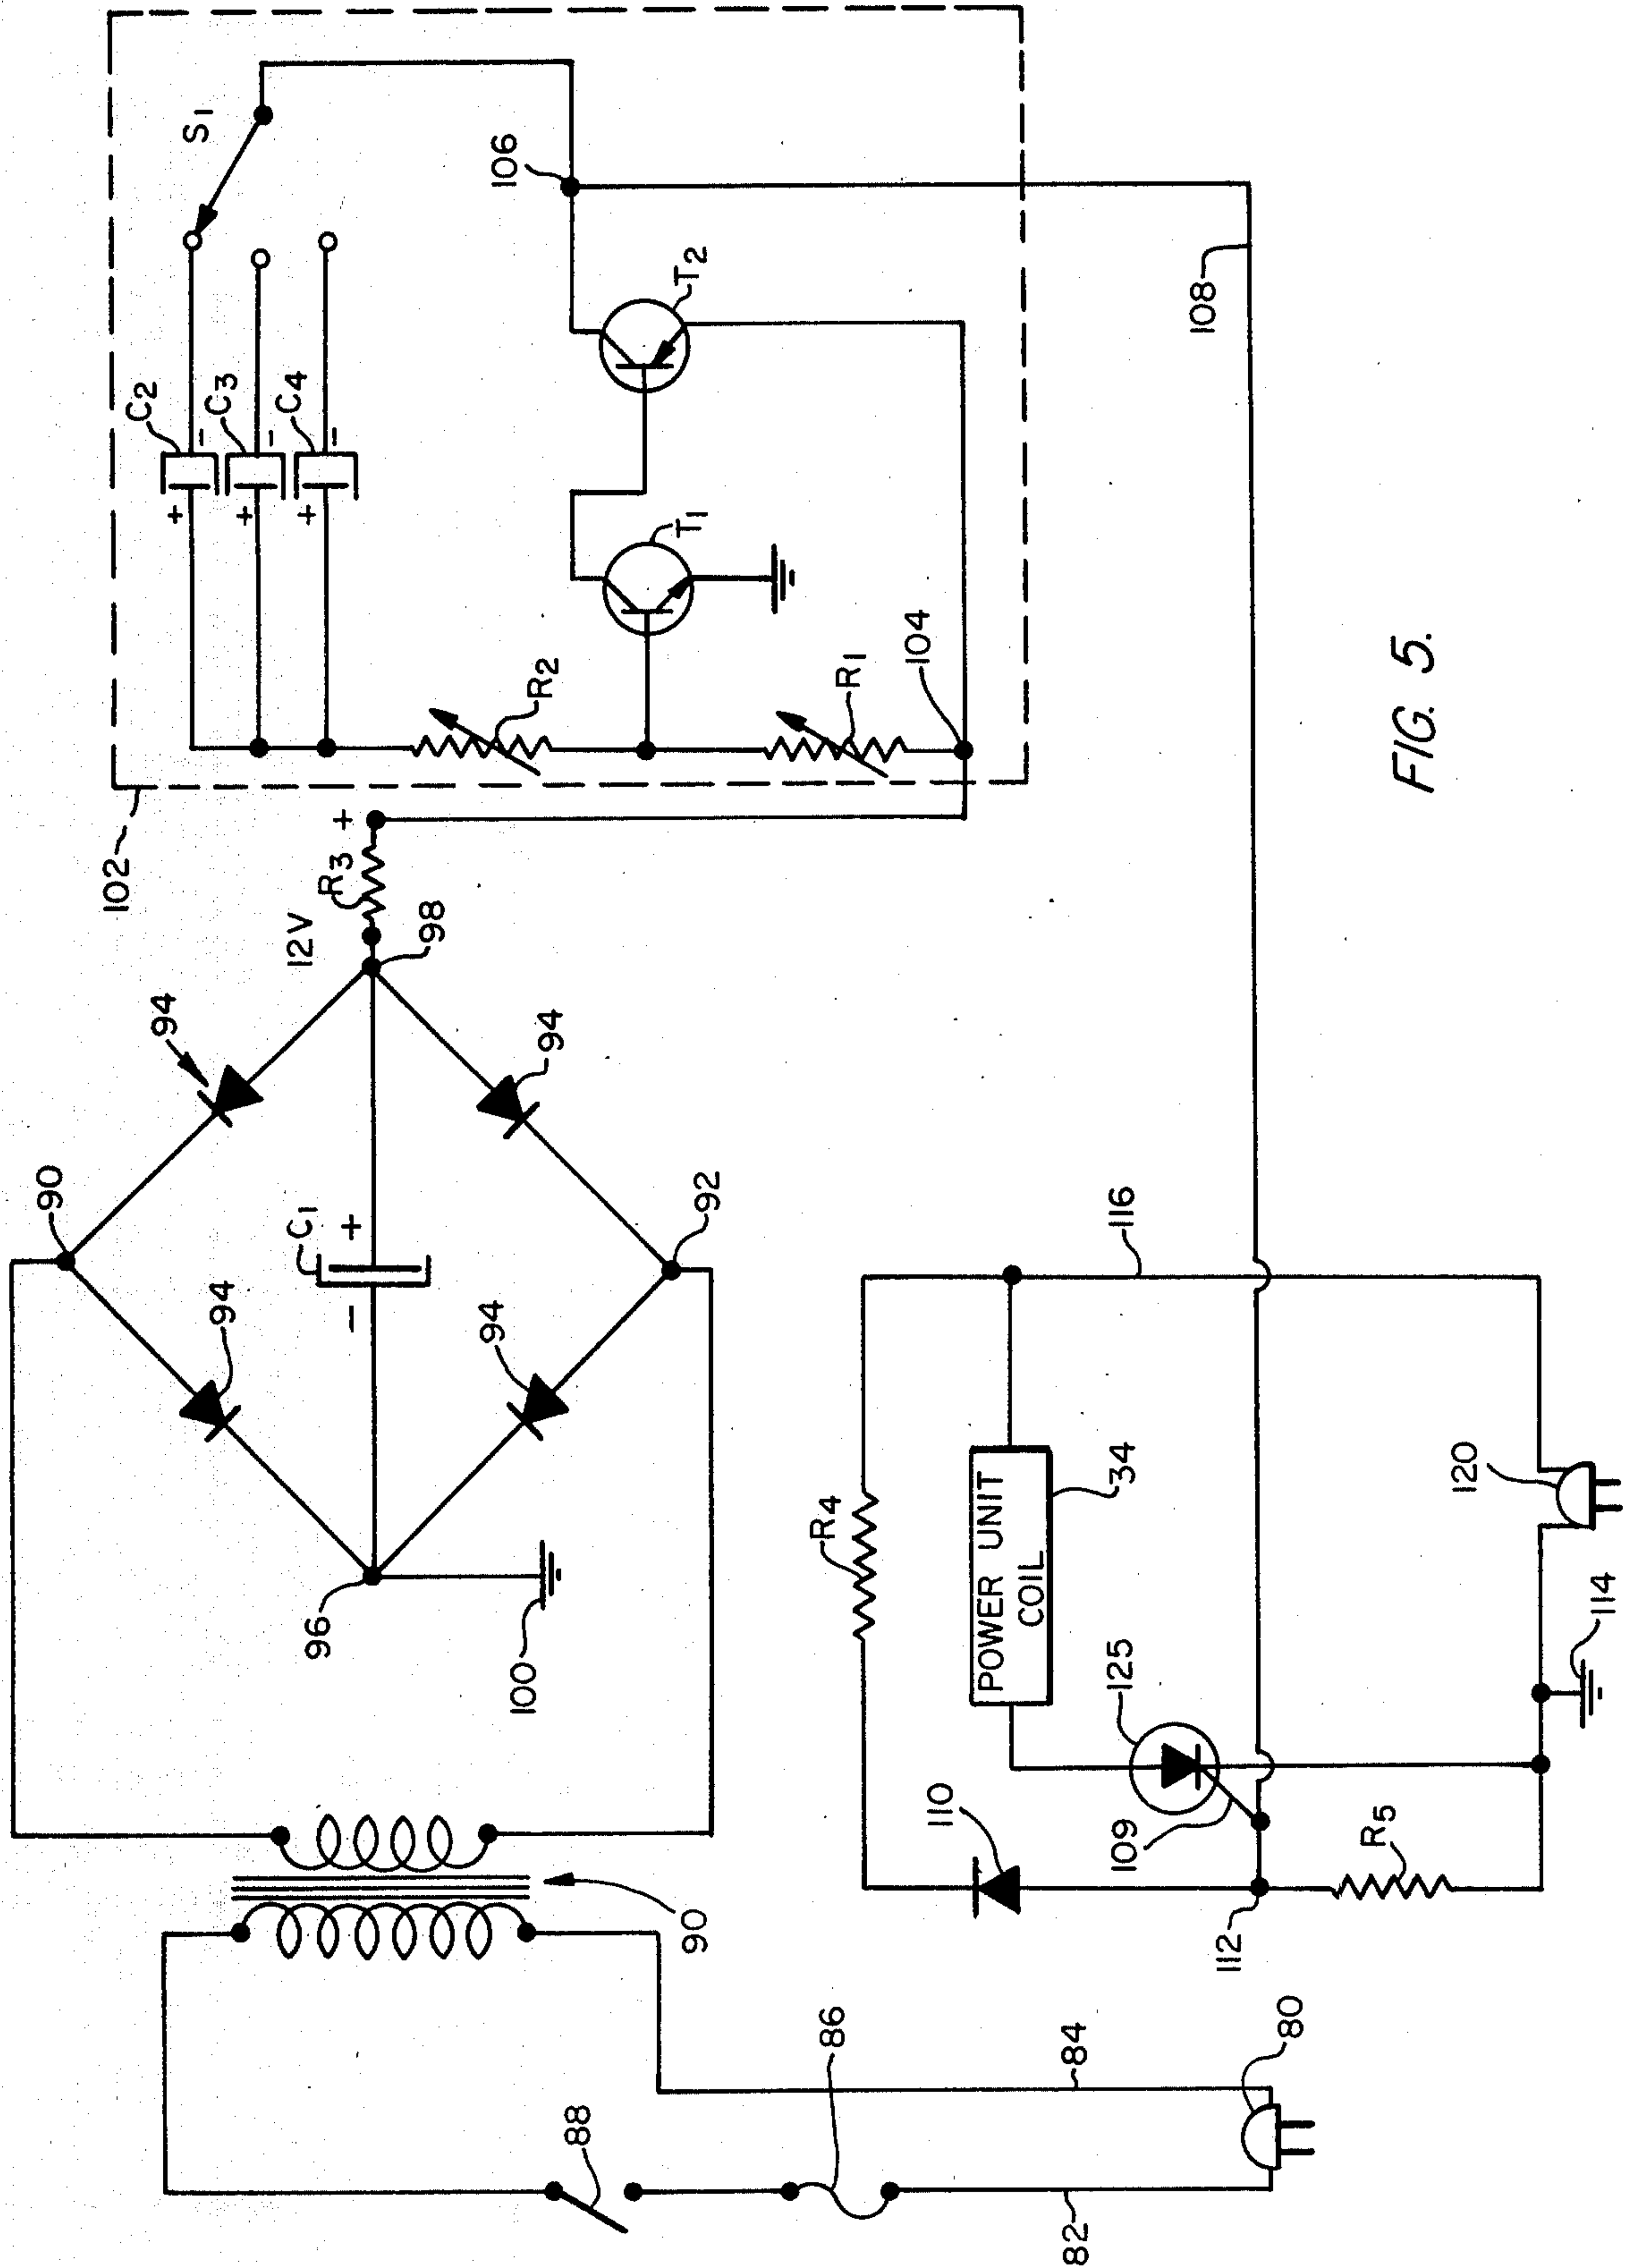 102
S1
C2
C3
C4
+
-
+
-
+
-
106
T2
T1
R2
R1
104
108
+
R3
12V
98
94
94
90
C1
+
-
92
94
94
96
100
90
116
R4
POWER UNIT
COIL
34
125
110
109
112
R5
120
114
86
88
84
82
80
FIG. 5.